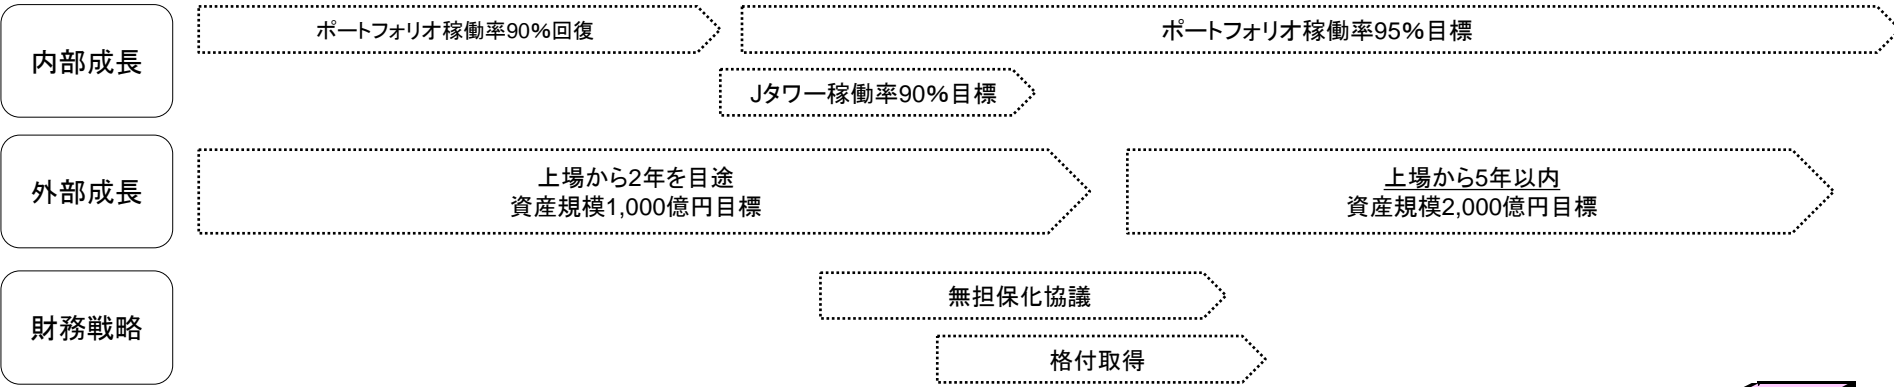 内部成長
ポートフォリオ稼働率90%回復
ポートフォリオ稼働率95%目標
Jタワー稼働率90%目標
外部成長
上場から2年を目途
資産規模1,000億円目標
上場から5年以内
資産規模2,000億円目標
財務戦略
無担保化協議
格付取得